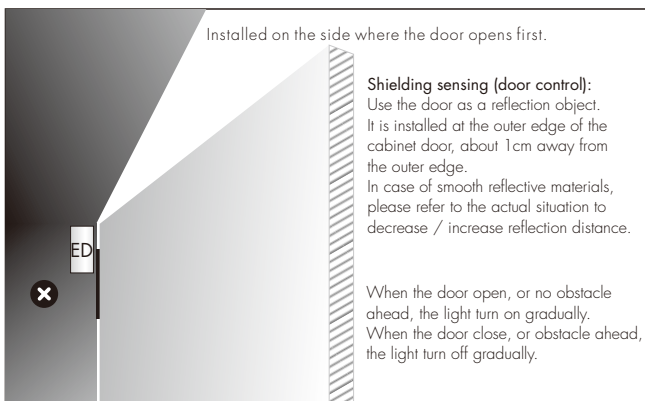 Installed on the side where the door opens first.
Shielding sensing (door control):
Use the door as a reflection object.
It is installed at the outer edge of the
cabinet door, about 1cm away from
the outer edge.
In case of smooth reflective materials,
please refer to the actual situation to
decrease / increase reflection distance.
ED
When the door open, or no obstacle
ahead, the light turn on gradually.
When the door close, or obstacle ahead,
the light turn off gradually.